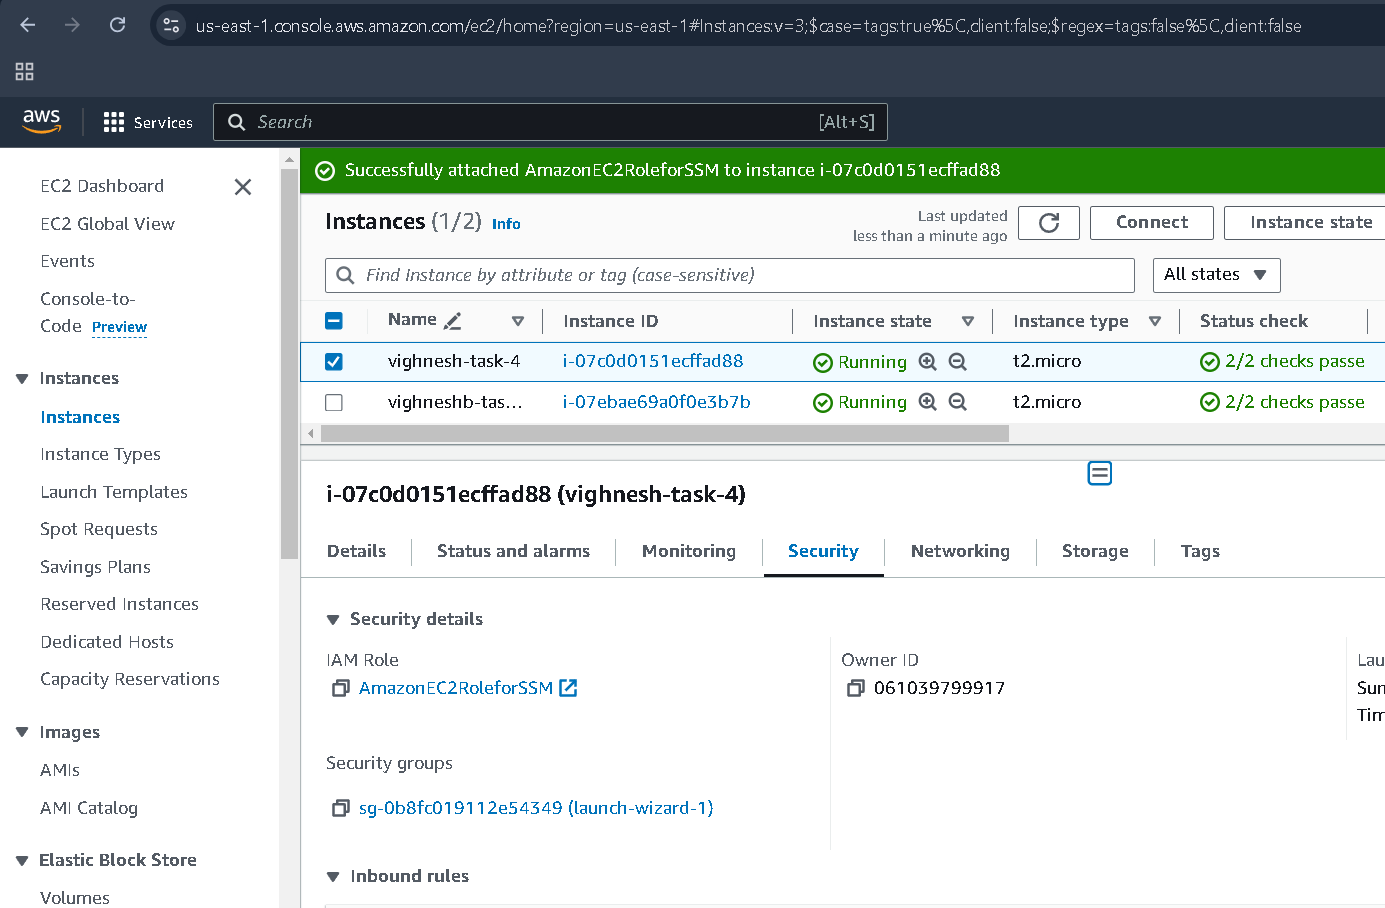 us-east-1.console.aws.amazon.com/ec2/home?region=us-east-1#Instances:v=3;$case=tags:true%5C,client:false;$regex=tags:false%5C,client:false
aws
Services
Search
[Alt+S]
EC2 Dashboard
EC2 Global View
Events
Console-to-
Code Preview
Instances
Instances
Instance Types
Launch Templates
Spot Requests
Savings Plans
Reserved Instances
Dedicated Hosts
Capacity Reservations
Images
AMIs
AMI Catalog
Elastic Block Store
Volumes
Successfully attached AmazonEC2RoleforSSM to instance i-07c0d0151ecffad88
Instances (1/2) Info
Last updated
less than a minute ago
Connect
Instance state
Find Instance by attribute or tag (case-sensitive)
All states
Name Instance ID Instance state Instance type Status check
vighnesh-task-4 i-07c0d0151ecffad88 Running t2.micro 2/2 checks passe
vighneshb-tas... i-07ebae69a0f0e3b7b Running t2.micro 2/2 checks passe
i-07c0d0151ecffad88 (vighnesh-task-4)
Details Status and alarms Monitoring Security Networking Storage Tags
Security details
IAM Role
AmazonEC2RoleforSSM
Owner ID
061039799917
Lau
Sun
Tim
Security groups
sg-0b8fc019112e54349 (launch-wizard-1)
Inbound rules